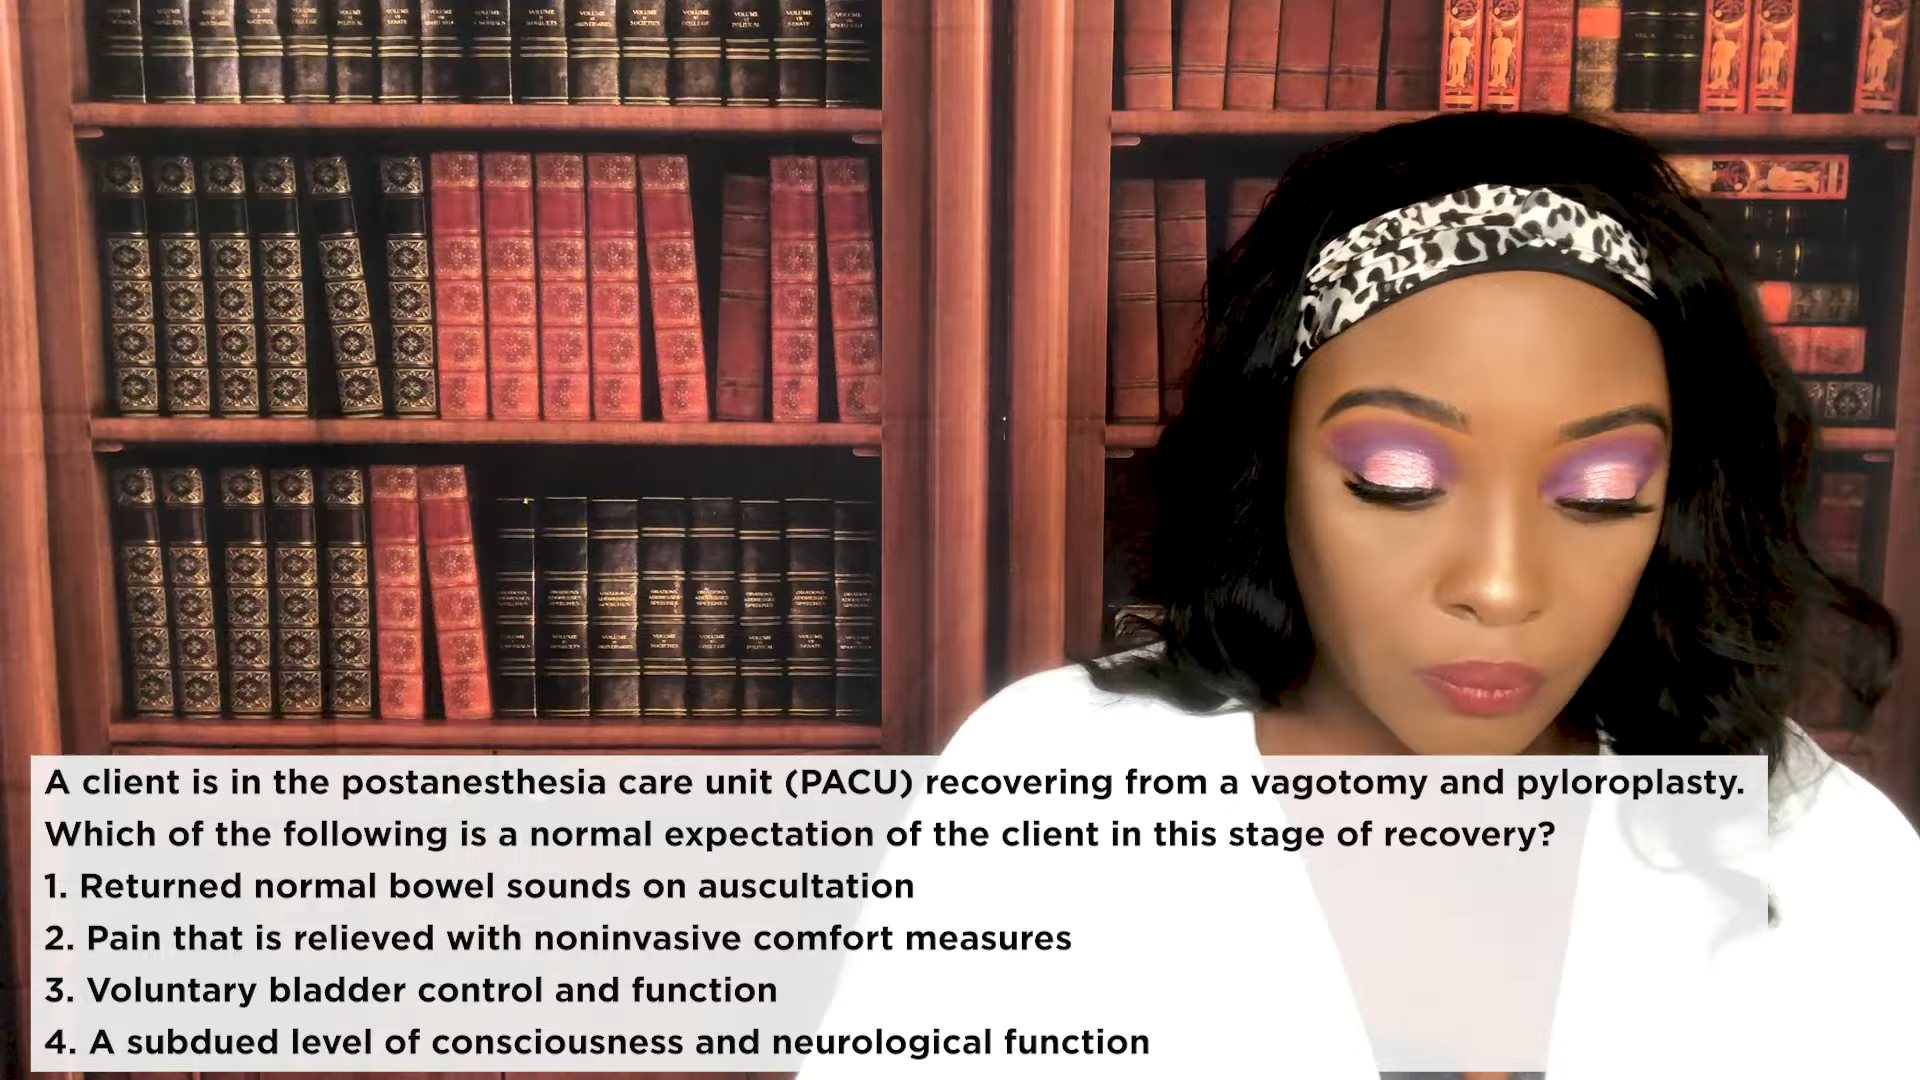 A client is in the postanesthesia care unit (PACU) recovering from a vagotomy and pyloroplasty.
Which of the following is a normal expectation of the client in this stage of recovery?
1. Returned normal bowel sounds on auscultation
2. Pain that is relieved with noninvasive comfort measures
3. Voluntary bladder control and function
4. A subdued level of consciousness and neurological function